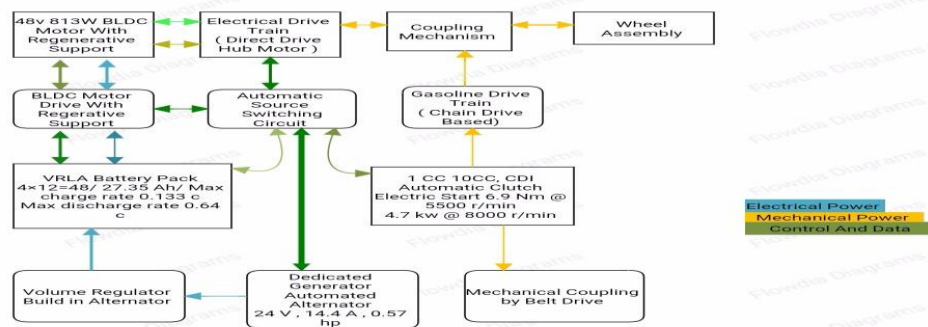 48v 813W BLDC
Motor With
Regenerative
Support
Electrical Drive
Train
( Direct Drive
Hub Motor )
Coupling
Mechanism
Wheel
Assembly
BLDC Motor
Drive With
Regerative
Support
Automatic
Source
Switching
Circuit
Gasoline Drive
Train
( Chain Drive
Based)
VRLA Battery Pack
4×12=48/ 27.35 Ah/ Max
charge rate 0.133 c
Max discharge rate 0.64
c
1 CC 10CC, CDI
Automatic Clutch
Electric Start 6.9 Nm @
5500 r/min
4.7 kw @ 8000 r/min
Electrical Power
Mechanical Power
Control And Data
Volume Regulator
Build in Alternator
Dedicated
Generator
Automated
Alternator
24 V , 14.4 A , 0.57
hp
Mechanical Coupling
by Belt Drive
Flowdia Diagrams